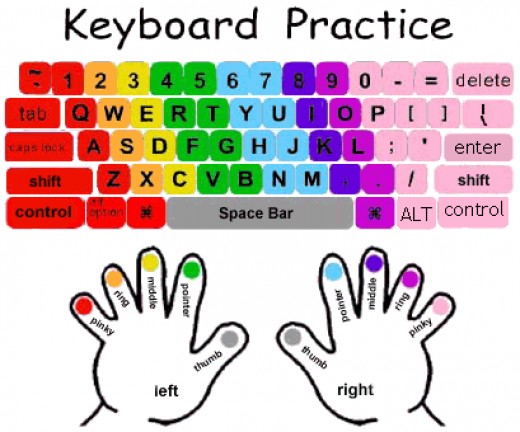 Keyboard Practice
~ 1 2 3 4 5 6 7 8 9 0 - = delete
tab Q W E R T Y U I O P [ ] {
caps lock A S D F G H J K L ; ' enter
shift Z X C V B N M , . / shift
control option ⌘ Space Bar ⌘ ALT control
pinky ring middle pointer thumb thumb pointer middle ring pinky
left right